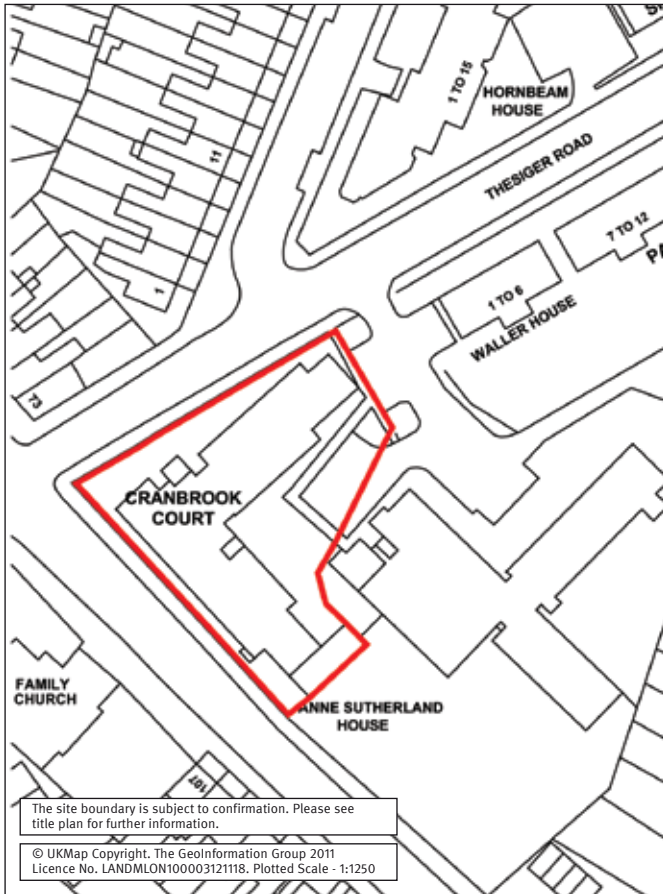 1 TO 15
HORNBEAM
HOUSE
THESIGER ROAD
11
7 TO 12
1
1 TO 6
WALLER HOUSE
73
CRANBROOK
COURT
FAMILY
CHURCH
ANNE SUTHERLAND
HOUSE
107
The site boundary is subject to confirmation. Please see
title plan for further information.
© UKMap Copyright. The GeoInformation Group 2011
Licence No. LANDMLON100003121118. Plotted Scale - 1:1250